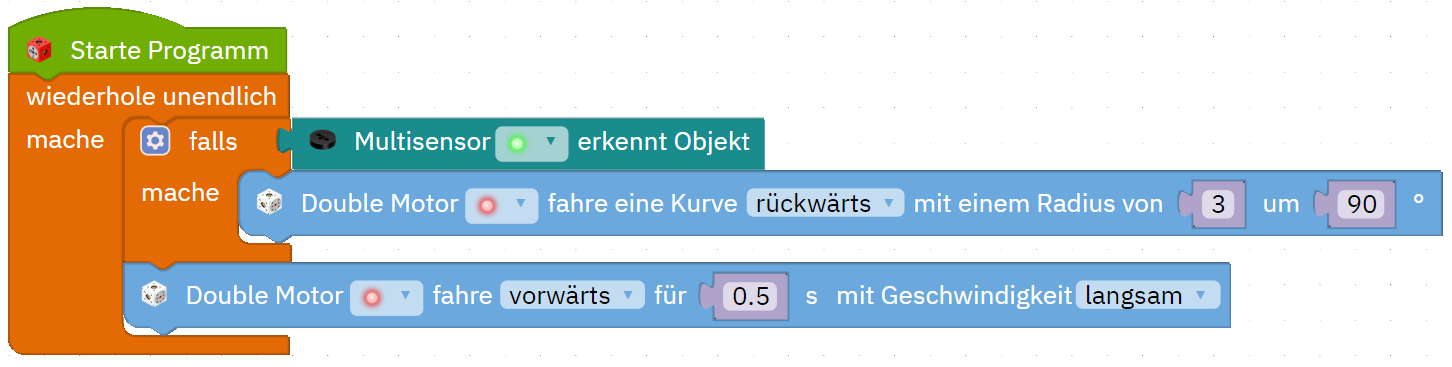 Starte Programm
wiederhole unendlich
mache falls Multisensor erkennt Objekt
mache Double Motor fahre eine Kurve rückwärts mit einem Radius von 3 um 90 °
Double Motor fahre vorwärts für 0.5 s mit Geschwindigkeit langsam